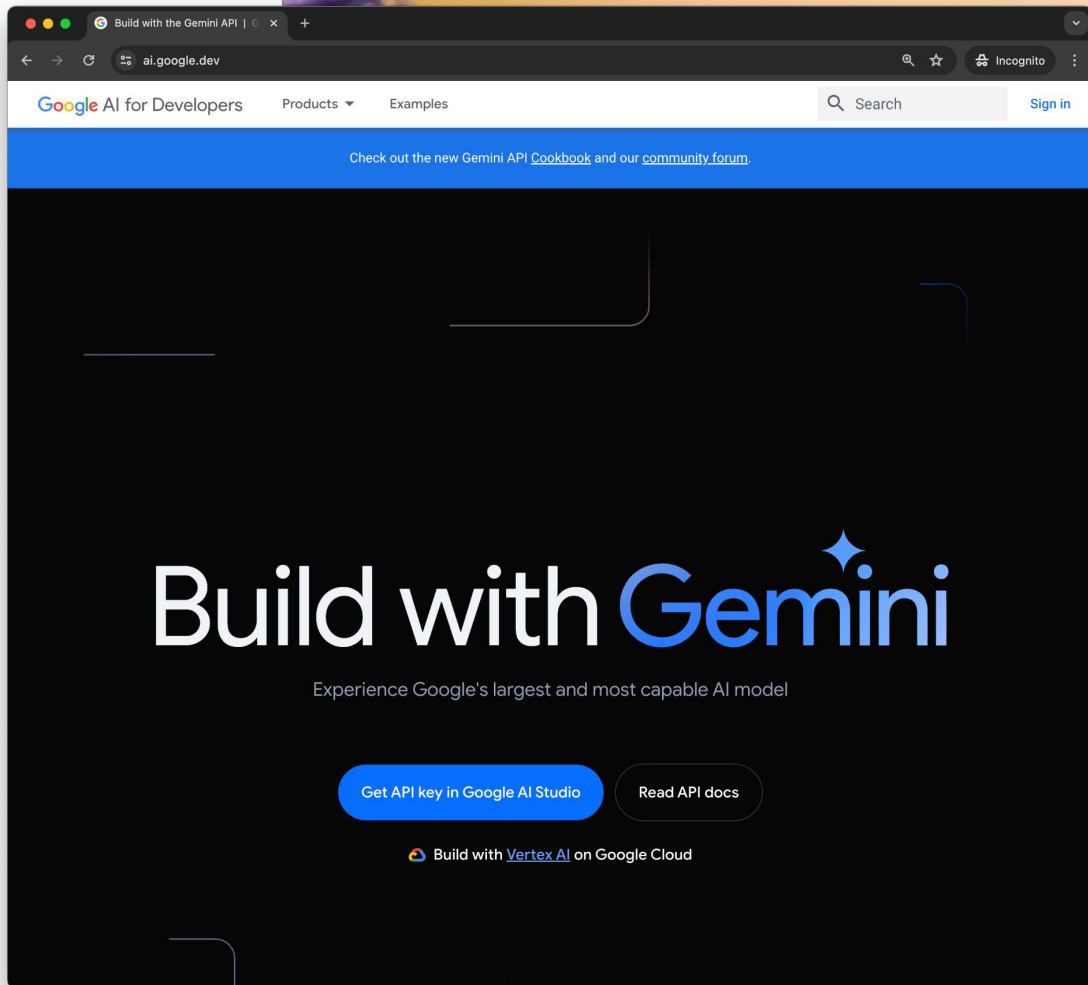 Build with the Gemini API | G
ai.google.dev
Incognito
Google AI for Developers Products Examples Search Sign in
Check out the new Gemini API Cookbook and our community forum.
Build with Gemini
Experience Google's largest and most capable AI model
Get API key in Google AI Studio Read API docs
Build with Vertex AI on Google Cloud